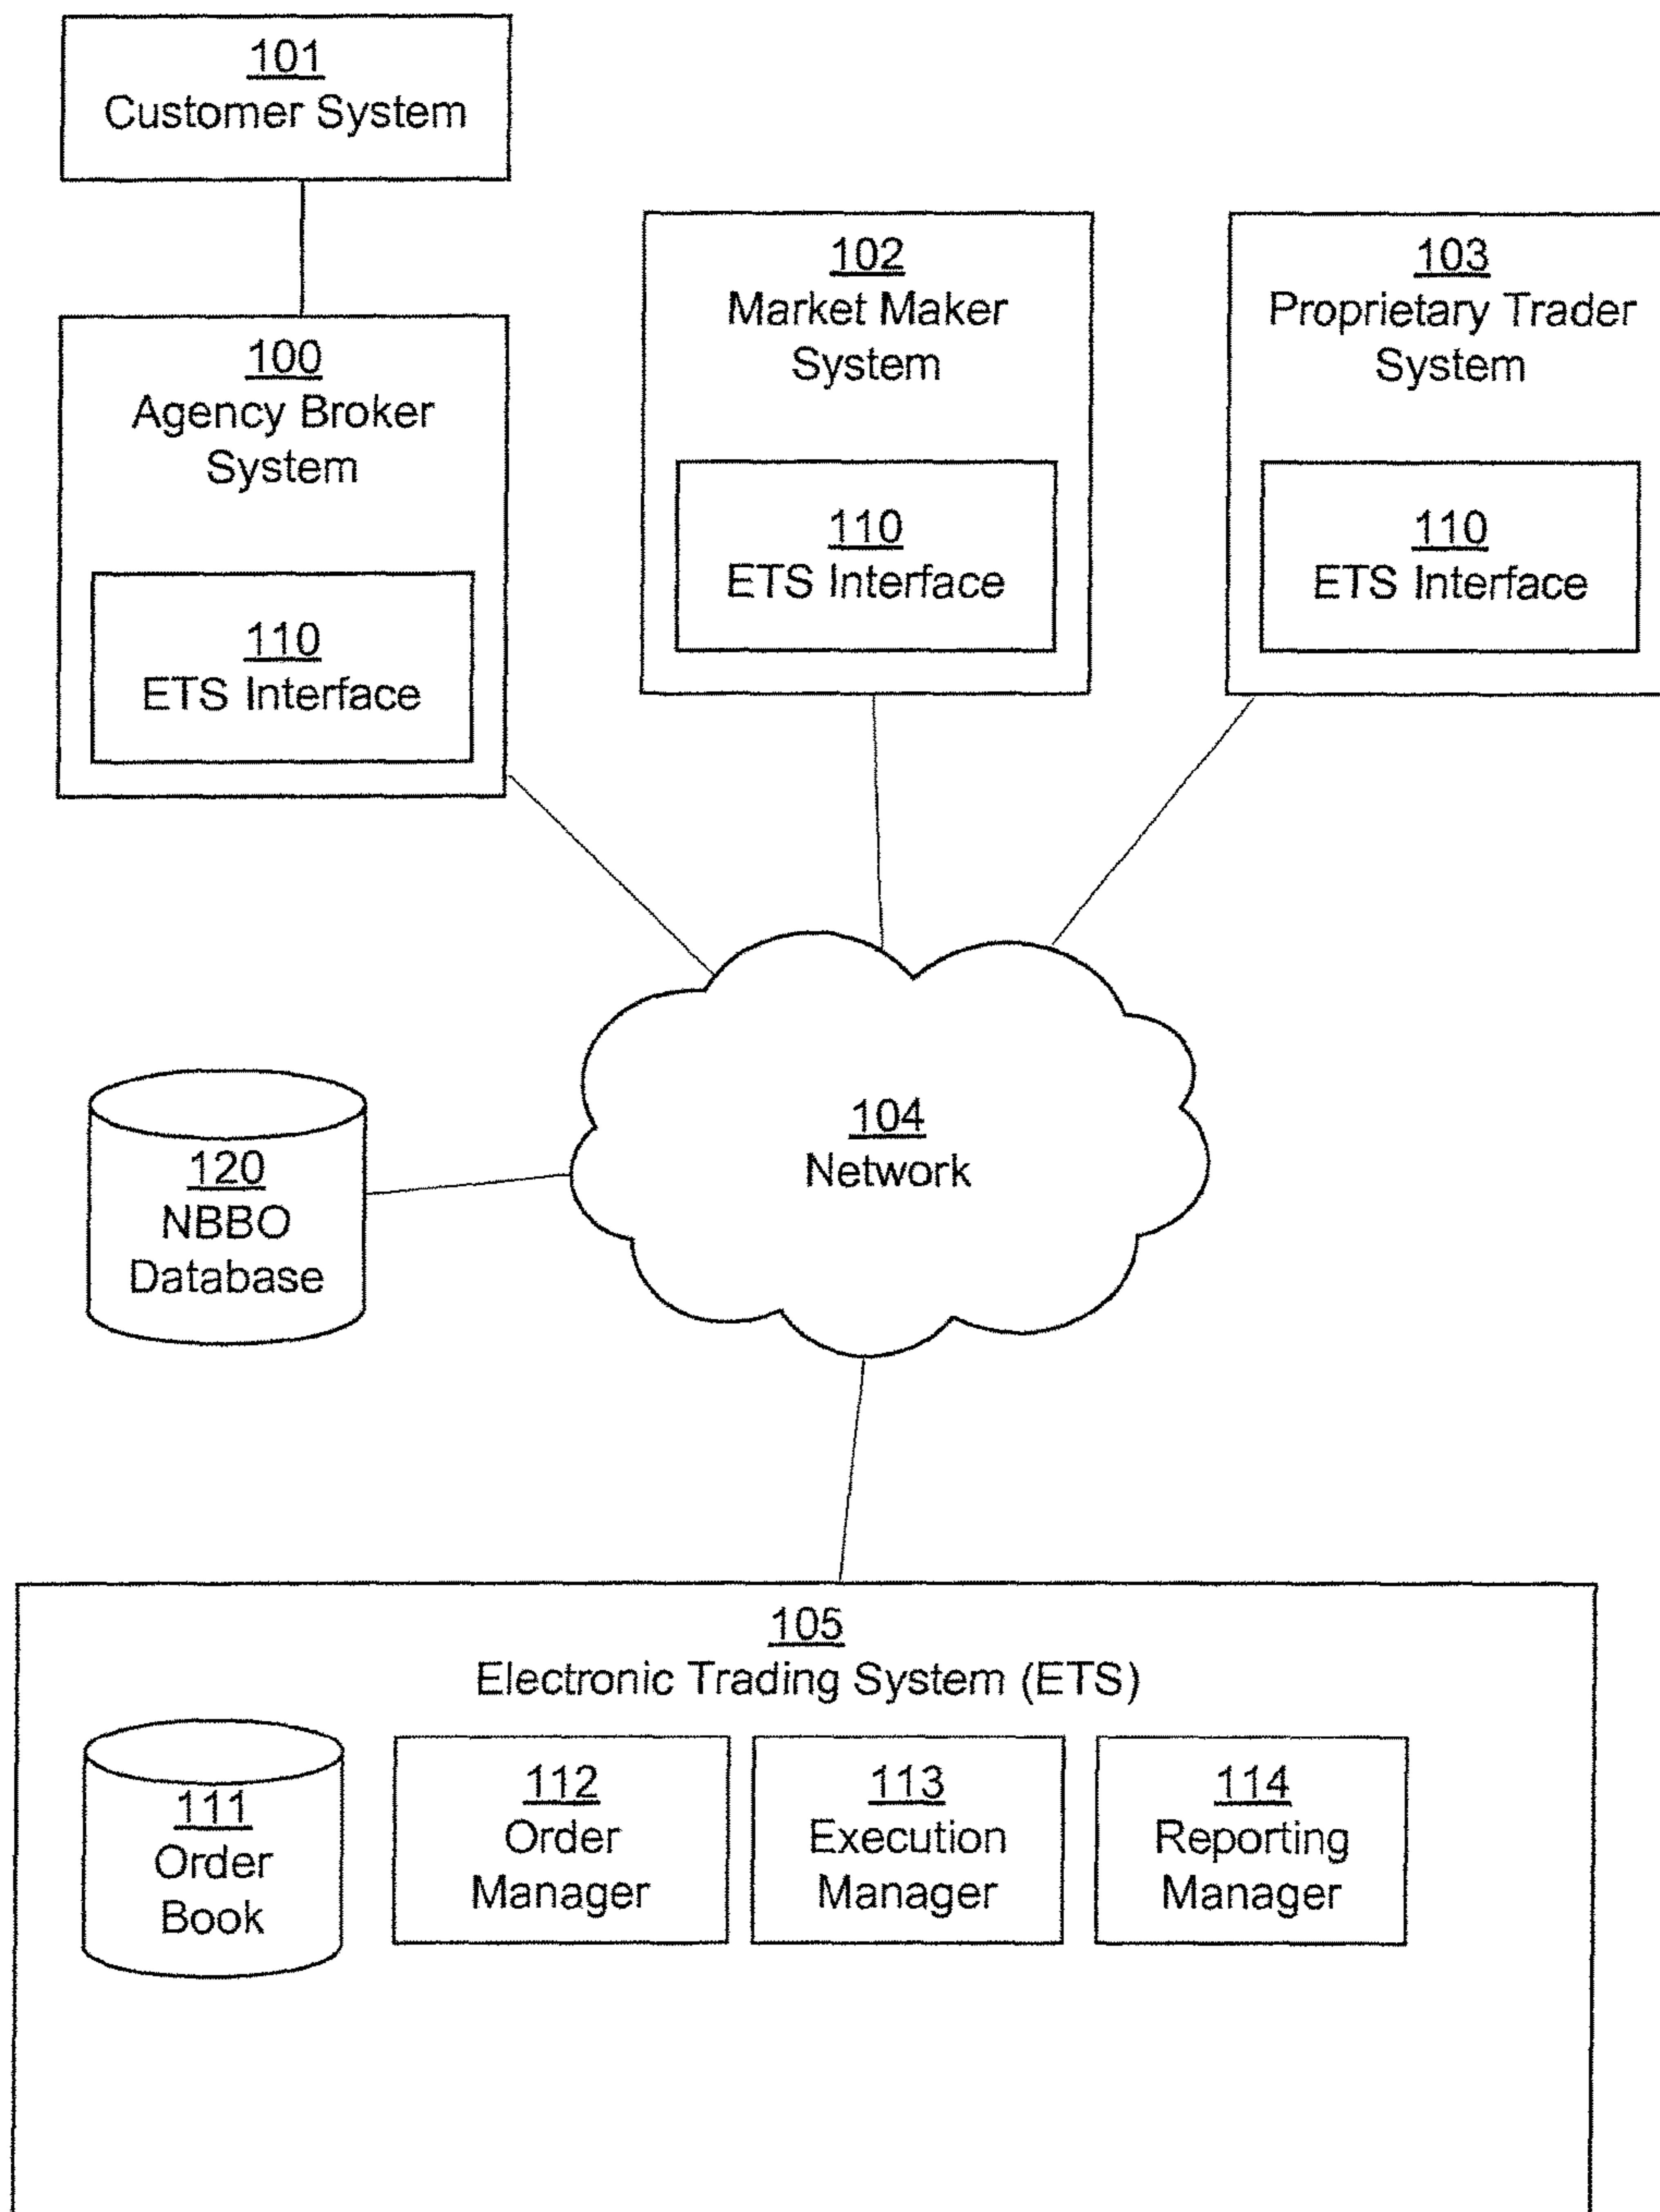 101
Customer System
100
Agency Broker
System
110
ETS Interface
102
Market Maker
System
110
ETS Interface
103
Proprietary Trader
System
110
ETS Interface
104
Network
120
NBBO
Database
105
Electronic Trading System (ETS)
111
Order
Book
112
Order
Manager
113
Execution
Manager
114
Reporting
Manager